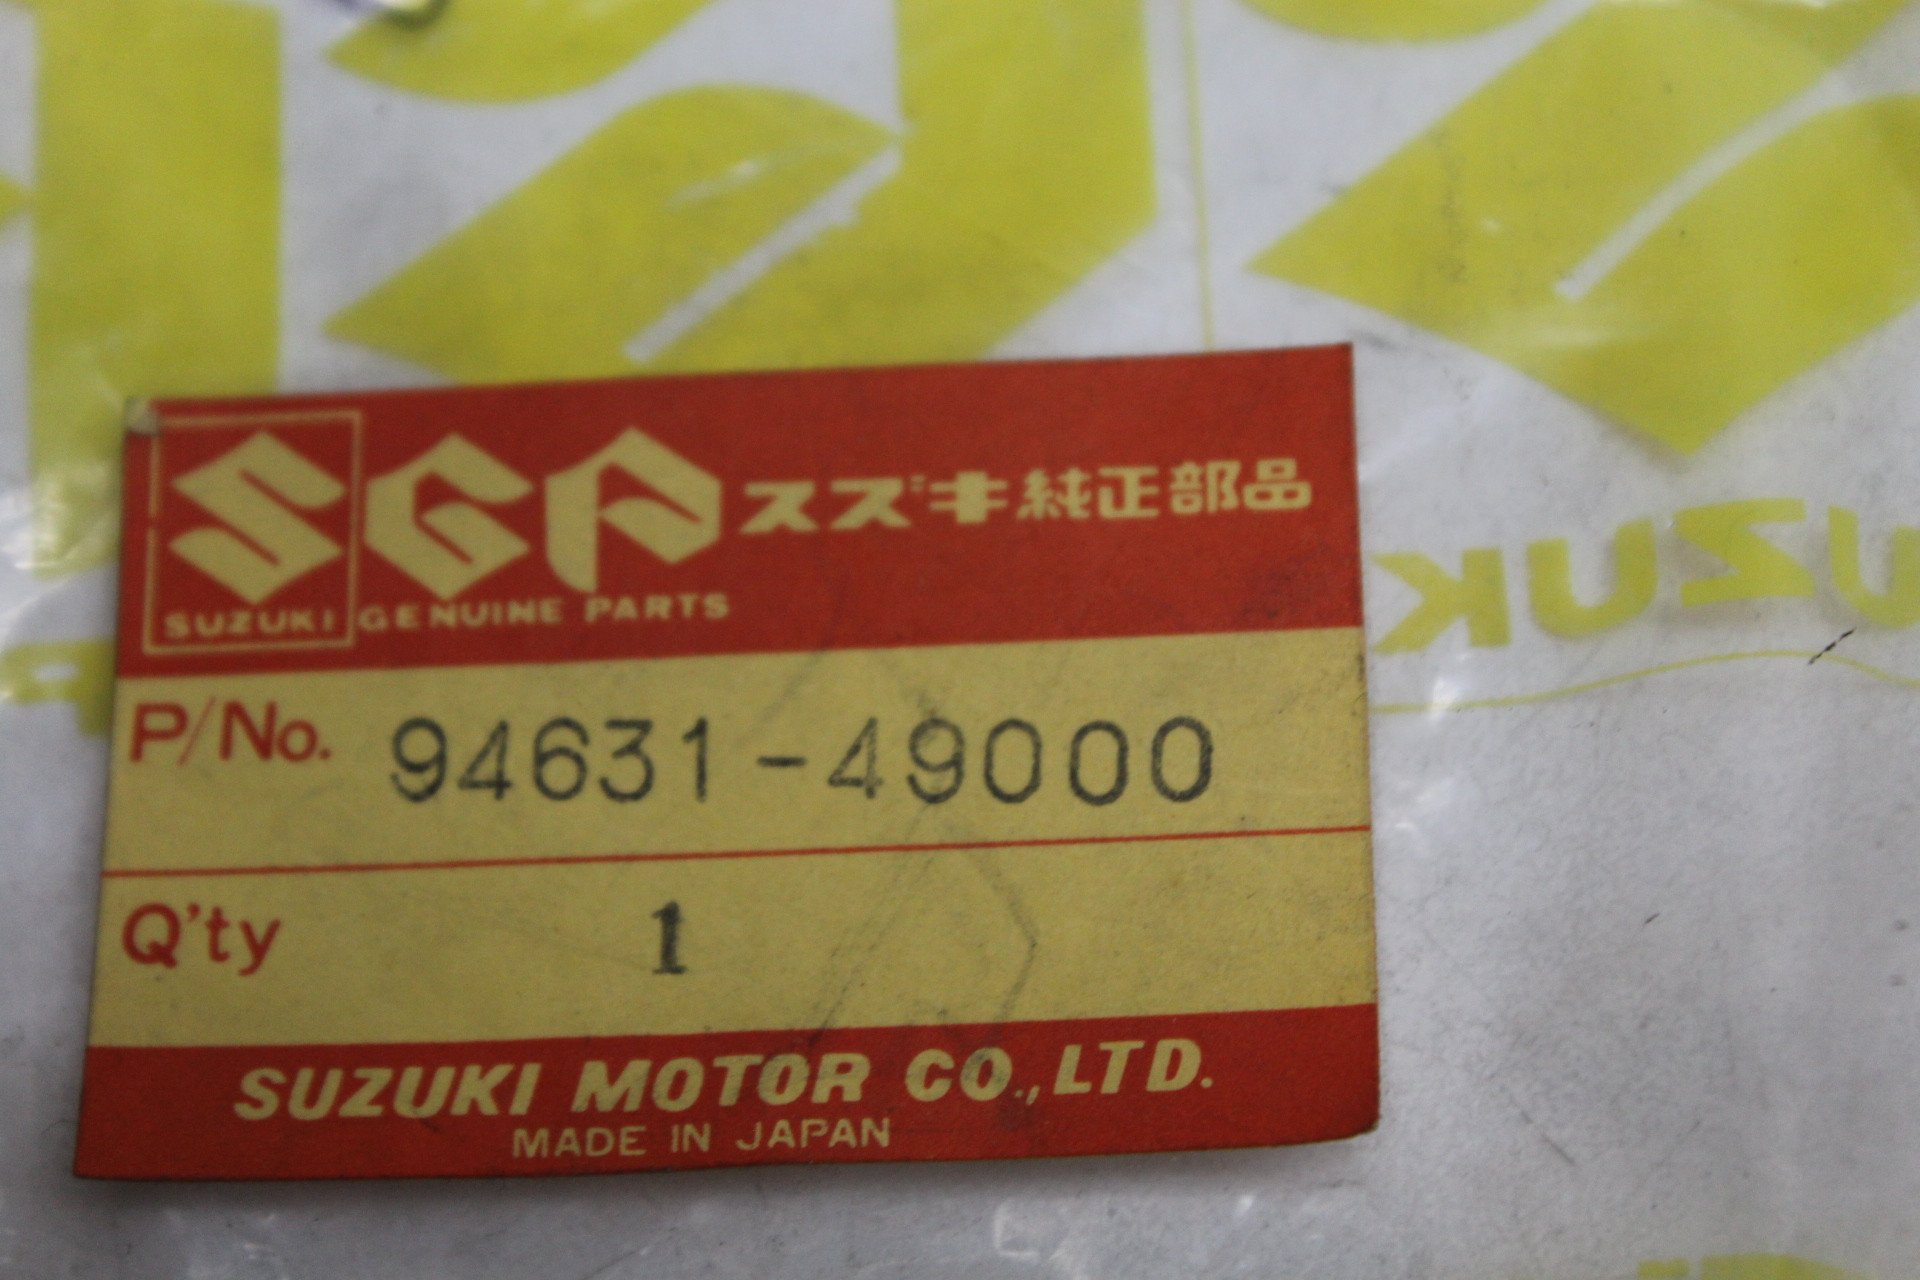 SGP スズキ純正部品
SUZUKI GENUINE PARTS
P/No. 94631-49000
Q'ty 1
SUZUKI MOTOR CO., LTD.
MADE IN JAPAN